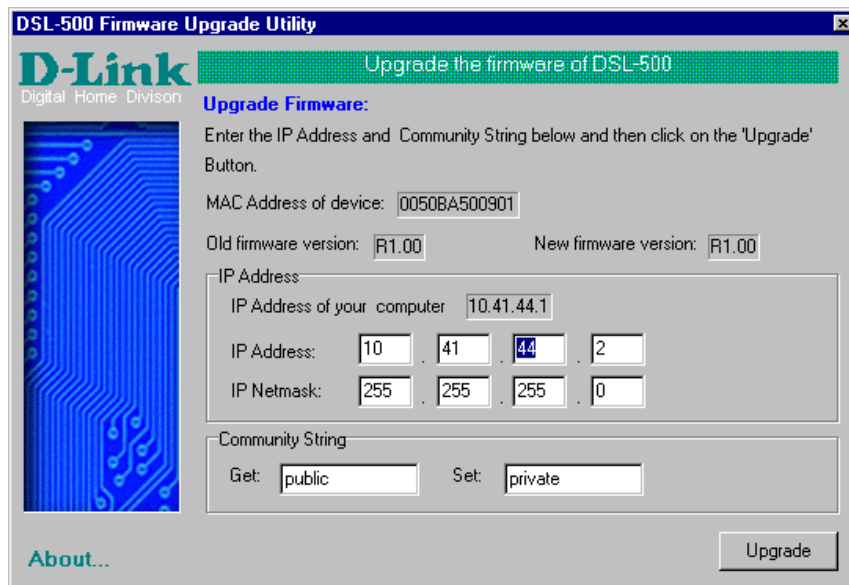 DSL-500 Firmware Upgrade Utility
D-Link
Digital Home Divison
Upgrade the firmware of DSL-500
Upgrade Firmware:
Enter the IP Address and Community String below and then click on the 'Upgrade'
Button.
MAC Address of device: 0050BA500901
Old firmware version: R1.00 New firmware version: R1.00
IP Address
IP Address of your computer 10.41.44.1
IP Address: 10 . 41 . 44 . 2
IP Netmask: 255 . 255 . 255 . 0
Community String
Get: public Set: private
About...
Upgrade